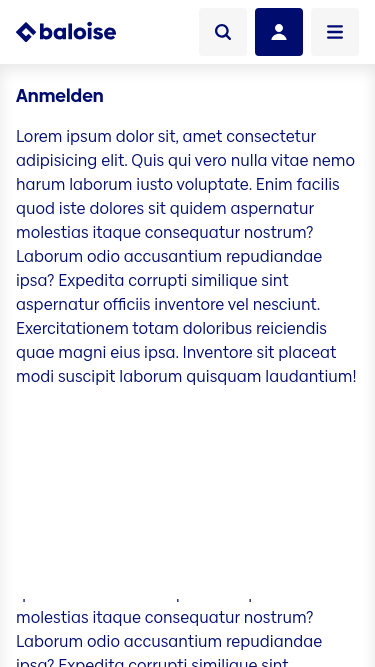 baloise
Anmelden
Lorem ipsum dolor sit, amet consectetur
adipisicing elit. Quis qui vero nulla vitae nemo
harum laborum iusto voluptate. Enim facilis
quod iste dolores sit quidem aspernatur
molestias itaque consequatur nostrum?
Laborum odio accusantium repudiandae
ipsa? Expedita corrupti similique sint
aspernatur officiis inventore vel nesciunt.
Exercitationem totam doloribus reiciendis
quae magni eius ipsa. Inventore sit placeat
modi suscipit laborum quisquam laudantium!
molestias itaque consequatur nostrum?
Laborum odio accusantium repudiandae
ipsa? Expedita corrupti similique sint